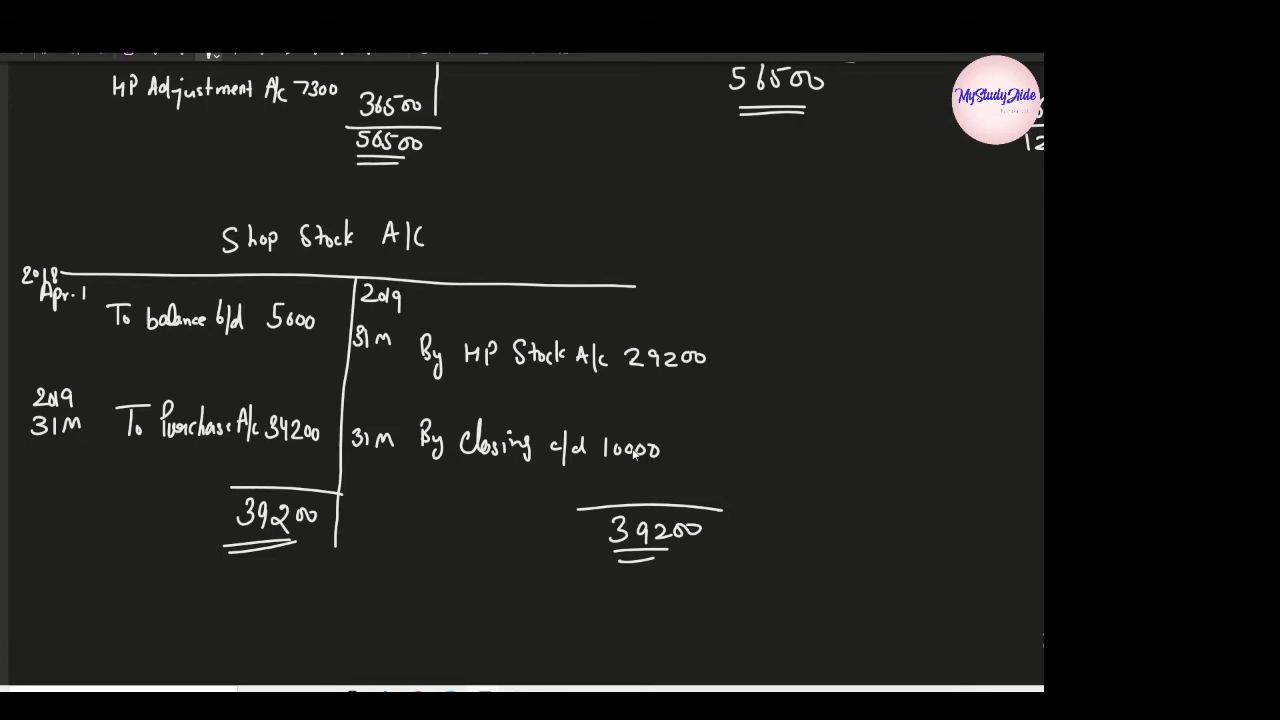 HP Adjustment A/c 7300
36500
56500
56500
MyStudyJiide
Shop Stock A/C
2018
Apr. 1
To balance b/d 5000
2019
31 M
By HP Stock A/c 29200
2019
31 M
To Purchase A/c 34200
31 M By closing c/d 10000
39200
39200